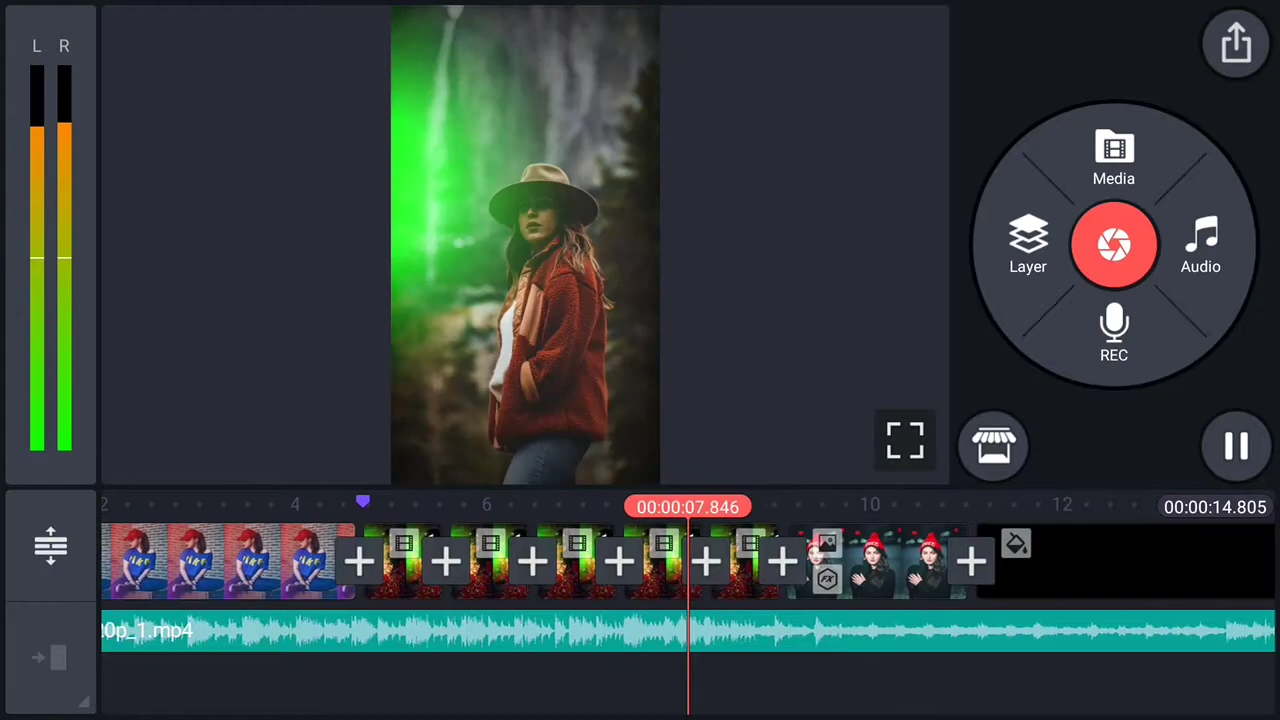 L R
Media
Layer
Audio
REC
2
4
6
00:00:07.846
10
12
00:00:14.805
FX
0p_1.mp4